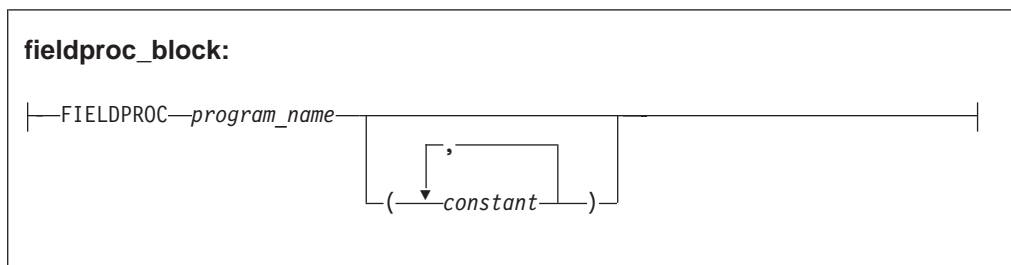 fieldproc_block:
FIELDPROC program_name
,
( constant )